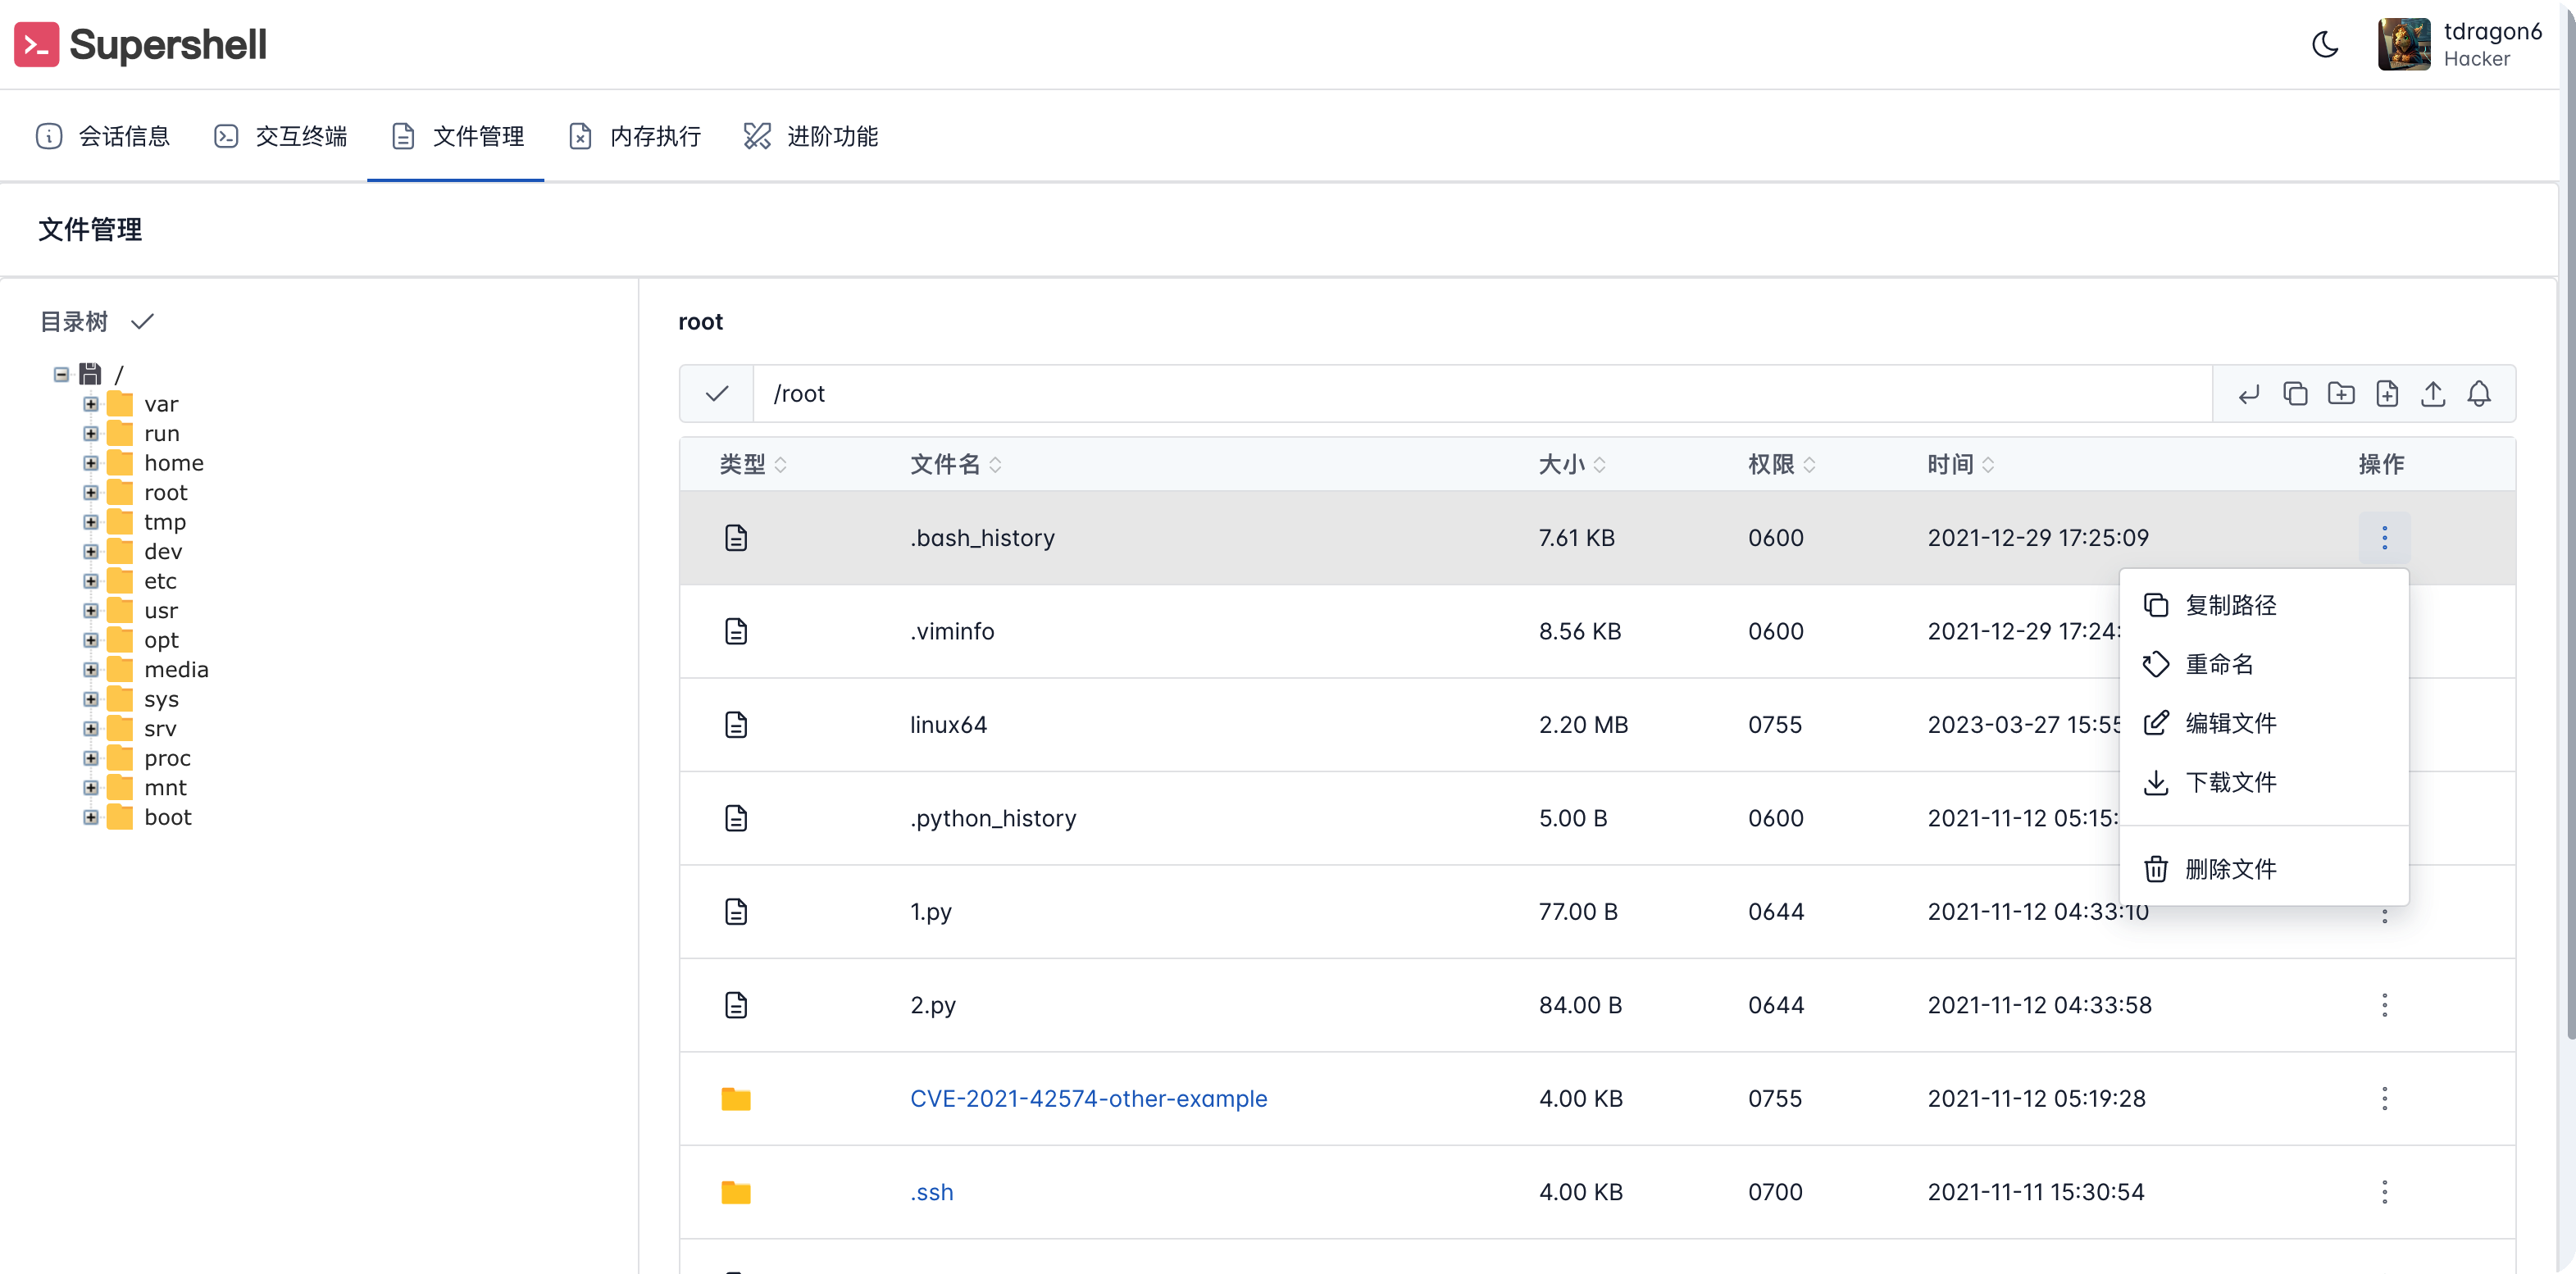 Supershell
tdragon6
Hacker
会话信息 交互终端 文件管理 内存执行 进阶功能
文件管理
目录树
/
var
run
home
root
tmp
dev
etc
usr
opt
media
sys
srv
proc
mnt
boot
root
/root
类型 文件名 大小 权限 时间 操作
.bash_history 7.61 KB 0600 2021-12-29 17:25:09
.viminfo 8.56 KB 0600 2021-12-29 17:24:
linux64 2.20 MB 0755 2023-03-27 15:55
.python_history 5.00 B 0600 2021-11-12 05:15:
1.py 77.00 B 0644 2021-11-12 04:33:10
2.py 84.00 B 0644 2021-11-12 04:33:58
CVE-2021-42574-other-example 4.00 KB 0755 2021-11-12 05:19:28
.ssh 4.00 KB 0700 2021-11-11 15:30:54
复制路径
重命名
编辑文件
下载文件
删除文件